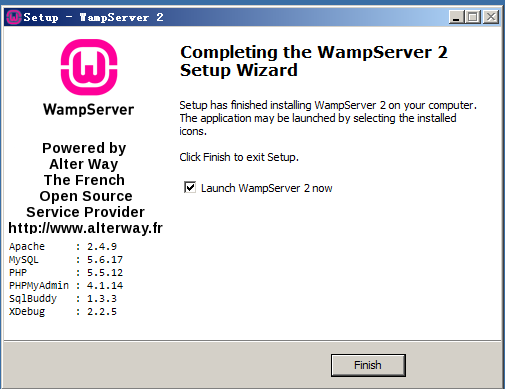 Setup - WampServer 2
WampServer
Powered by
Alter Way
The French
Open Source
Service Provider
http://www.alterway.fr
Apache : 2.4.9
MySQL : 5.6.17
PHP : 5.5.12
PHPMyAdmin : 4.1.14
SqlBuddy : 1.3.3
XDebug : 2.2.5
Completing the WampServer 2
Setup Wizard
Setup has finished installing WampServer 2 on your computer.
The application may be launched by selecting the installed
icons.
Click Finish to exit Setup.
Launch WampServer 2 now
Finish